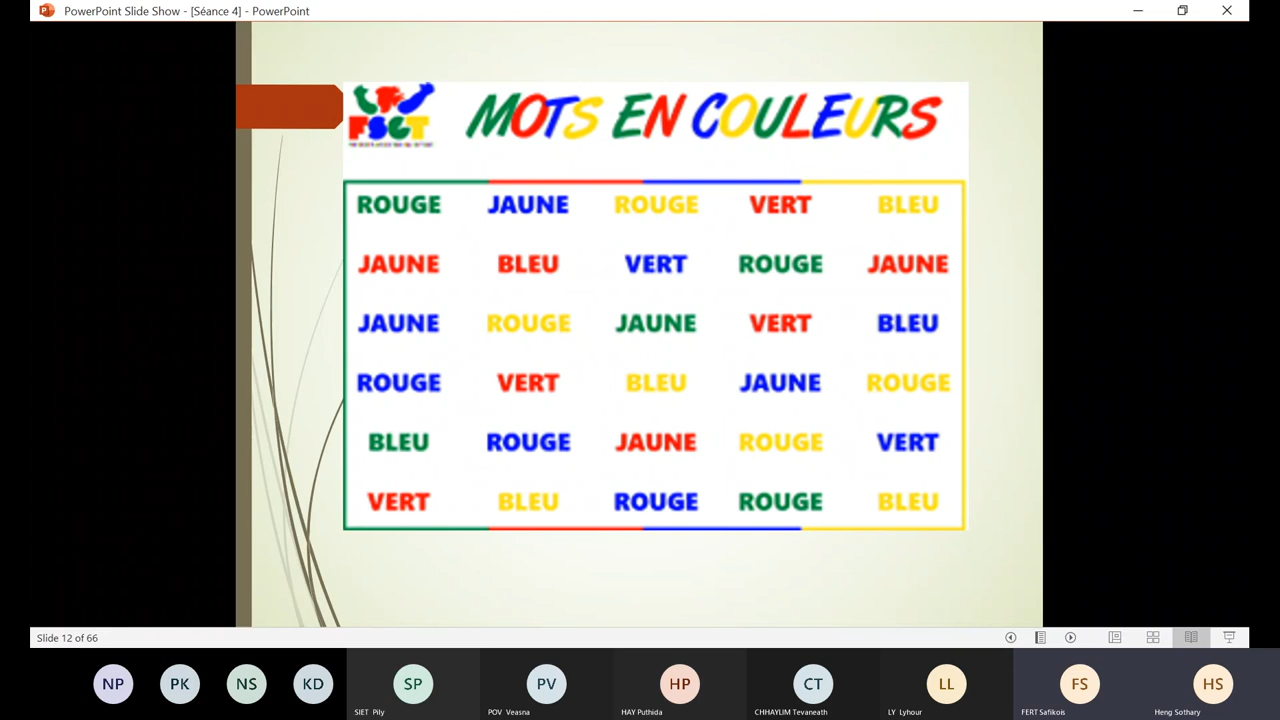 PowerPoint Slide Show - [Séance 4] - PowerPoint
FSGT
MOTS EN COULEURS
ROUGE JAUNE ROUGE VERT BLEU
JAUNE BLEU VERT ROUGE JAUNE
JAUNE ROUGE JAUNE VERT BLEU
ROUGE VERT BLEU JAUNE ROUGE
BLEU ROUGE JAUNE ROUGE VERT
VERT BLEU ROUGE ROUGE BLEU
Slide 12 of 66
NP PK NS KD SP PV HP CT LL FS HS
SIET Pily POV Veasna HAY Puthida CHHAYLIM Tevaneath LY Lyhour FERT Safikois Heng Sothary